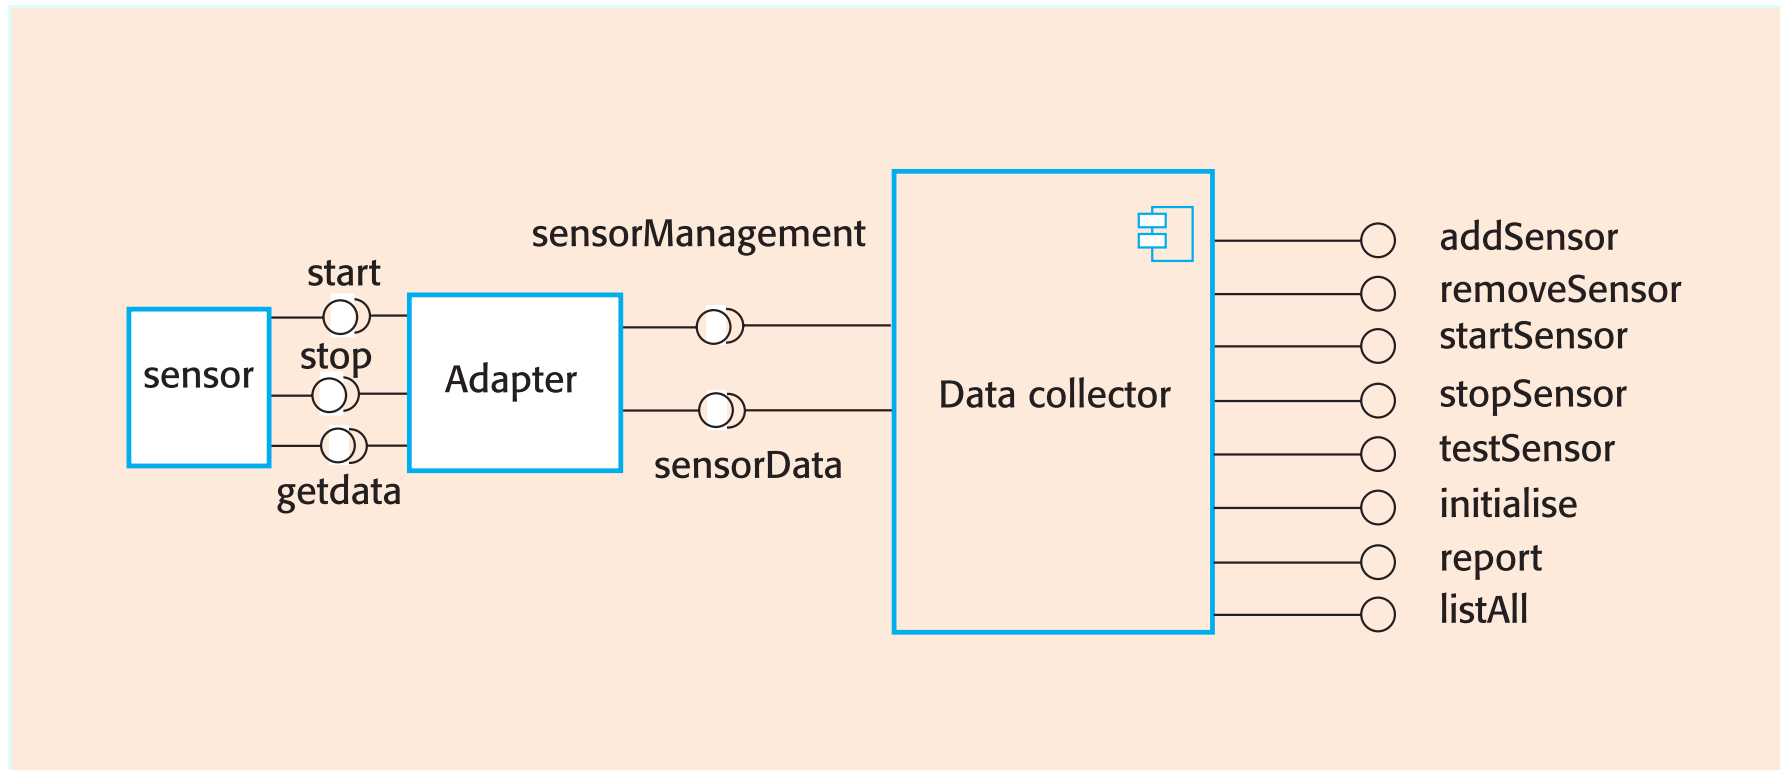 sensorManagement
start
stop
sensor
Adapter
getdata
sensorData
Data collector
addSensor
removeSensor
startSensor
stopSensor
testSensor
initialise
report
listAll